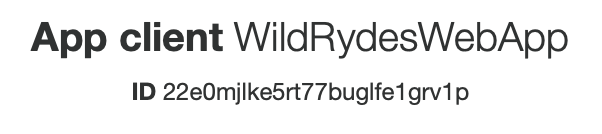 App client WildRydesWebApp
ID 22e0mjlke5rt77buglfe1grv1p